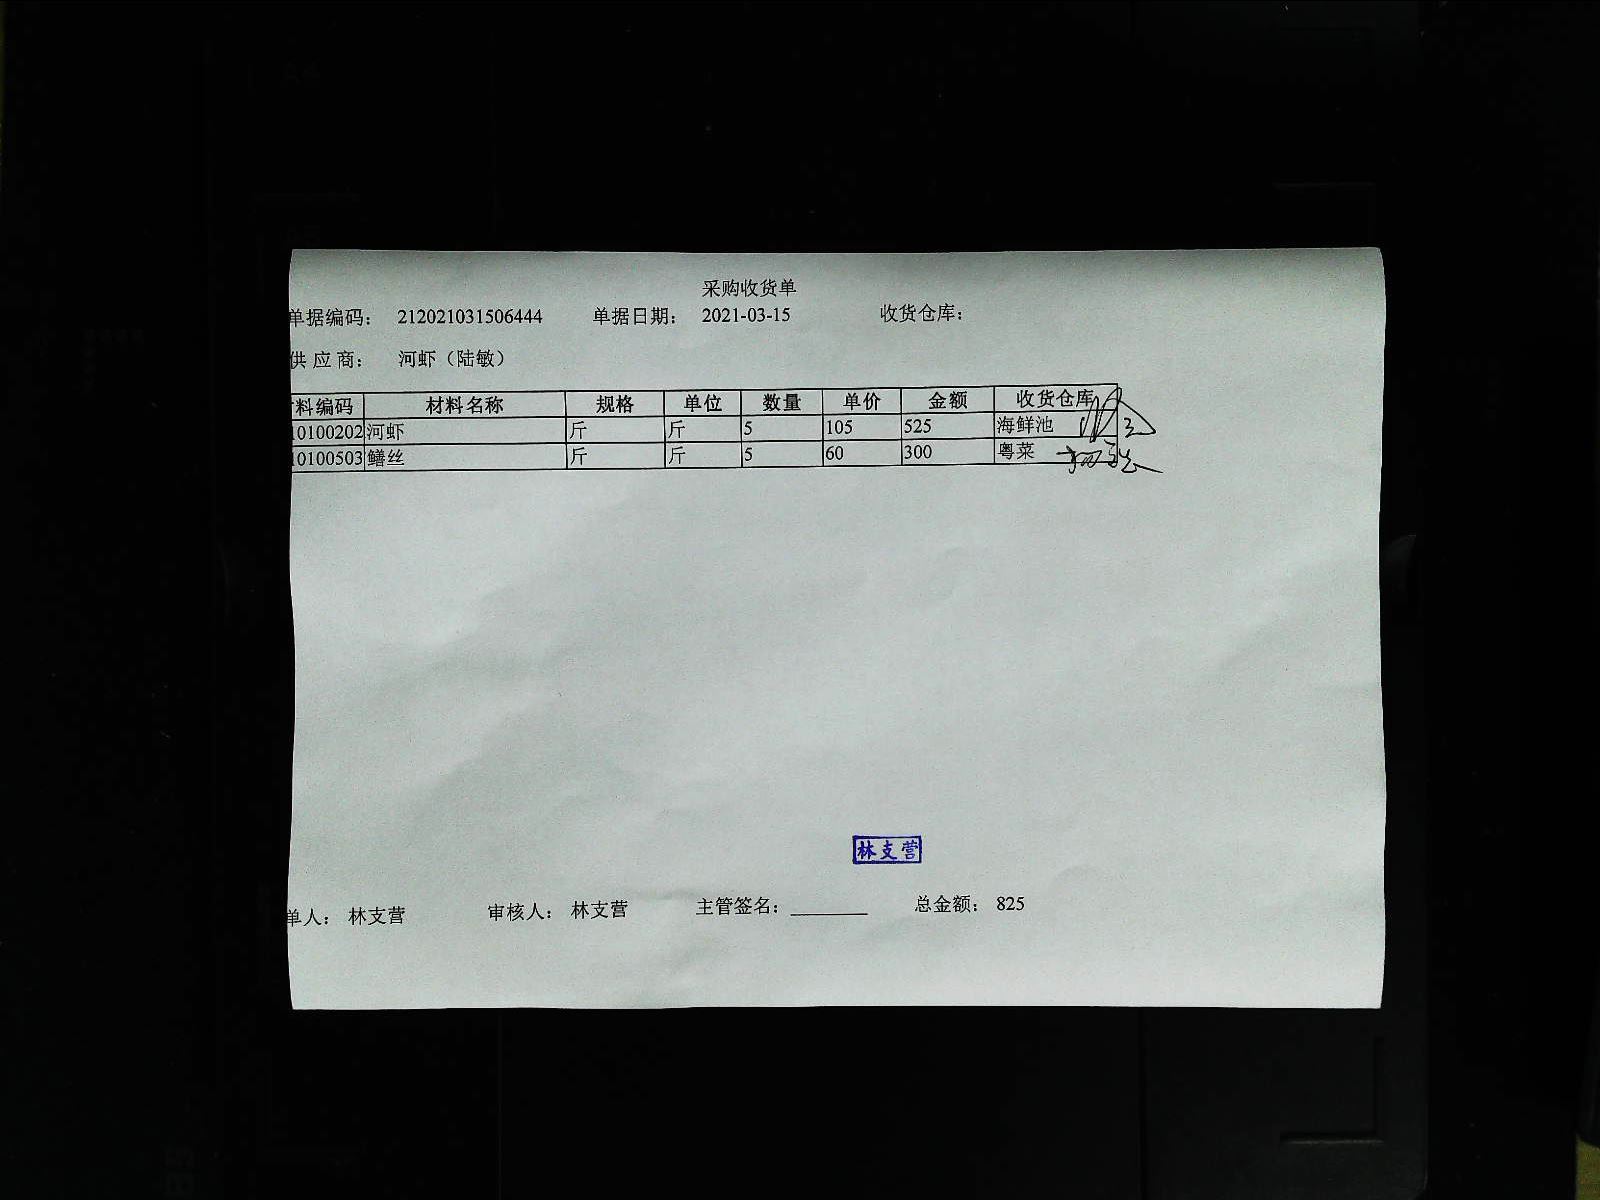 采购收货单
单据编码： 212021031506444 单据日期： 2021-03-15 收货仓库：
供 应 商： 河虾（陆敏）
料编码 材料名称 规格 单位 数量 单价 金额 收货仓库
10100202 河虾 斤 斤 5 105 525 海鲜池
10100503 鳝丝 斤 斤 5 60 300 粤菜
林支营
单人： 林支营 审核人： 林支营 主管签名：________ 总金额： 825